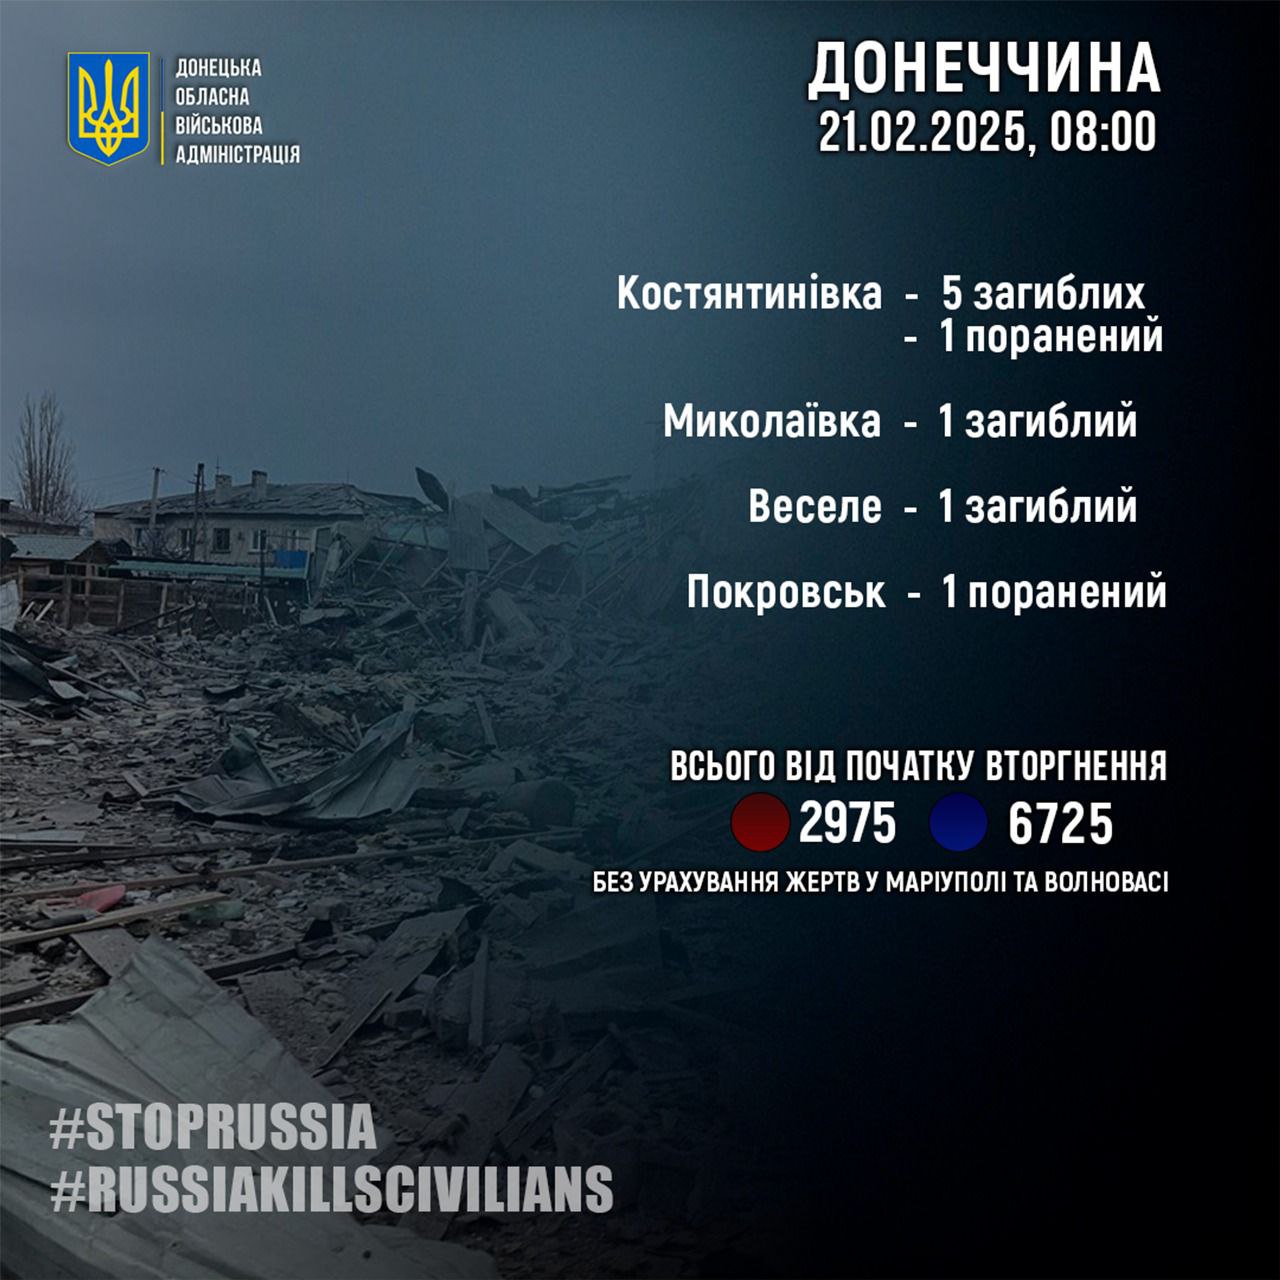 ДОНЕЦЬКА
ОБЛАСНА
ВІЙСЬКОВА
АДМІНІСТРАЦІЯ
ДОНЕЧЧИНА
21.02.2025, 08:00
Костянтинівка - 5 загиблих
- 1 поранений
Миколаївка - 1 загиблий
Веселе - 1 загиблий
Покровськ - 1 поранений
ВСЬОГО ВІД ПОЧАТКУ ВТОРГНЕННЯ
2975 6725
БЕЗ УРАХУВАННЯ ЖЕРТВ У МАРІУПОЛІ ТА ВОЛНОВАСІ
#STOPRUSSIA
#RUSSIAKILLSCIVILIANS